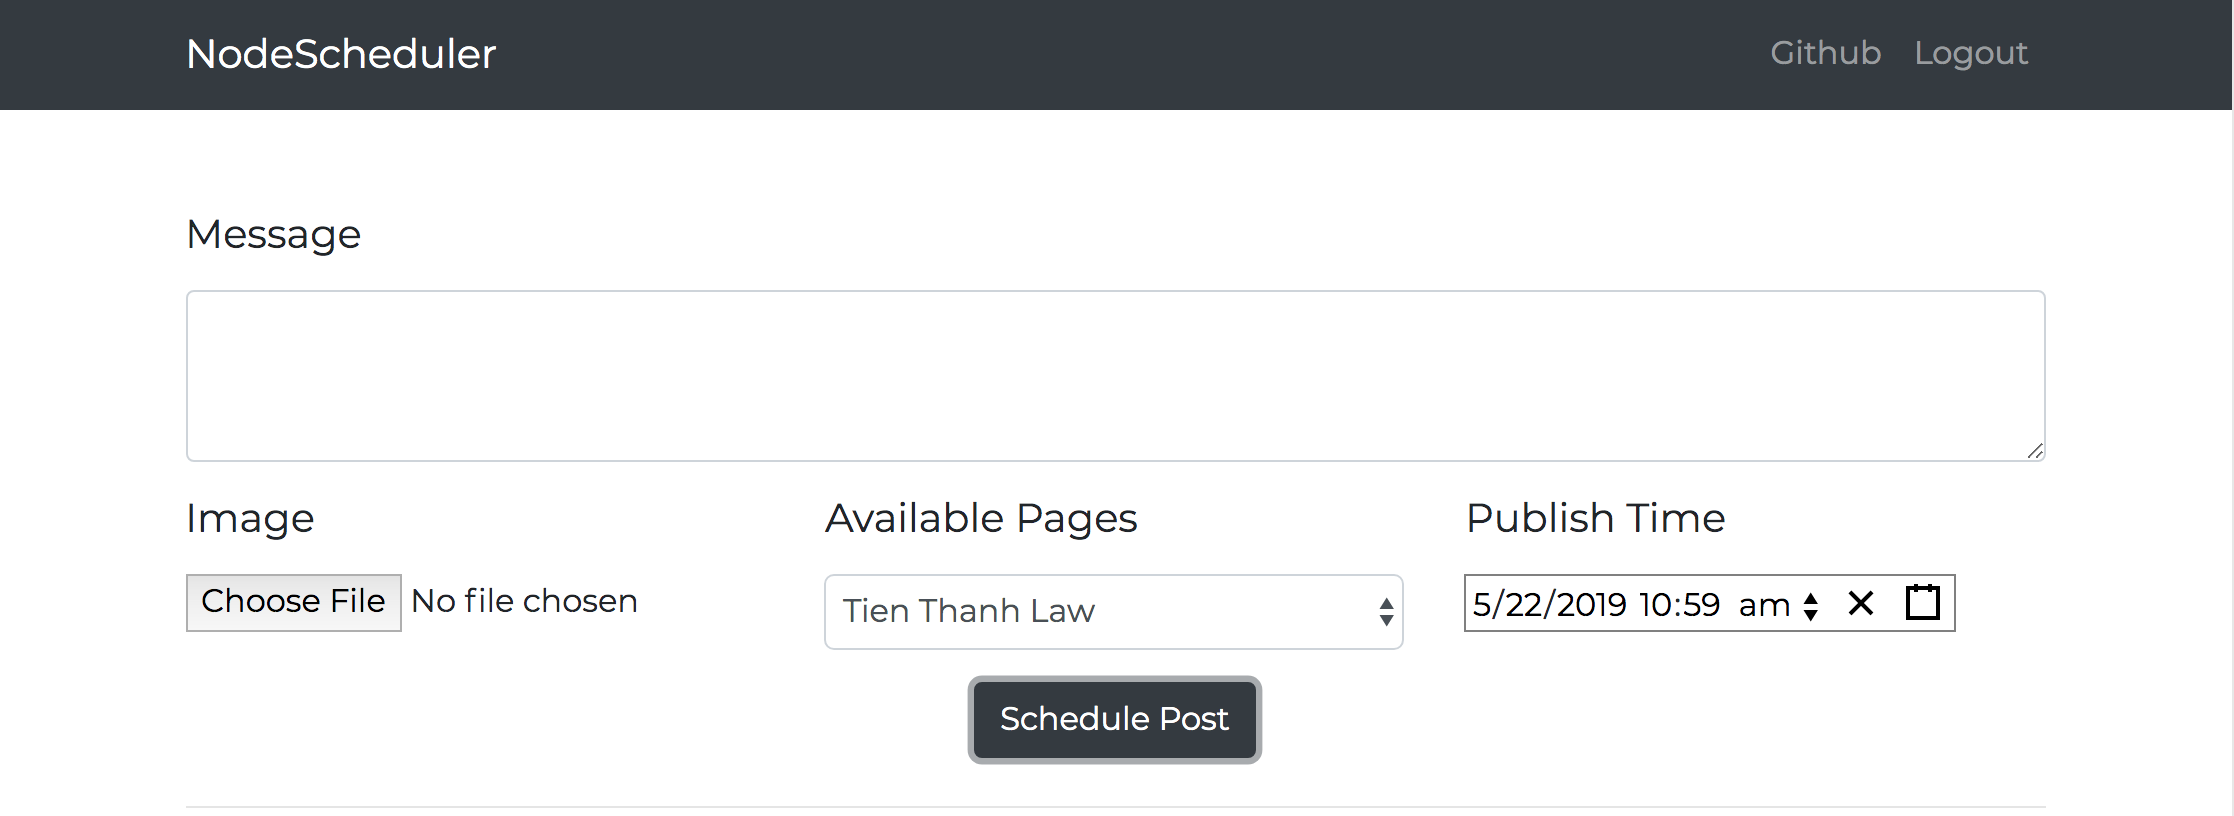 NodeScheduler
Github Logout
Message
Image
Available Pages
Publish Time
Choose File No file chosen
Tien Thanh Law
5/22/2019 10:59 am
Schedule Post